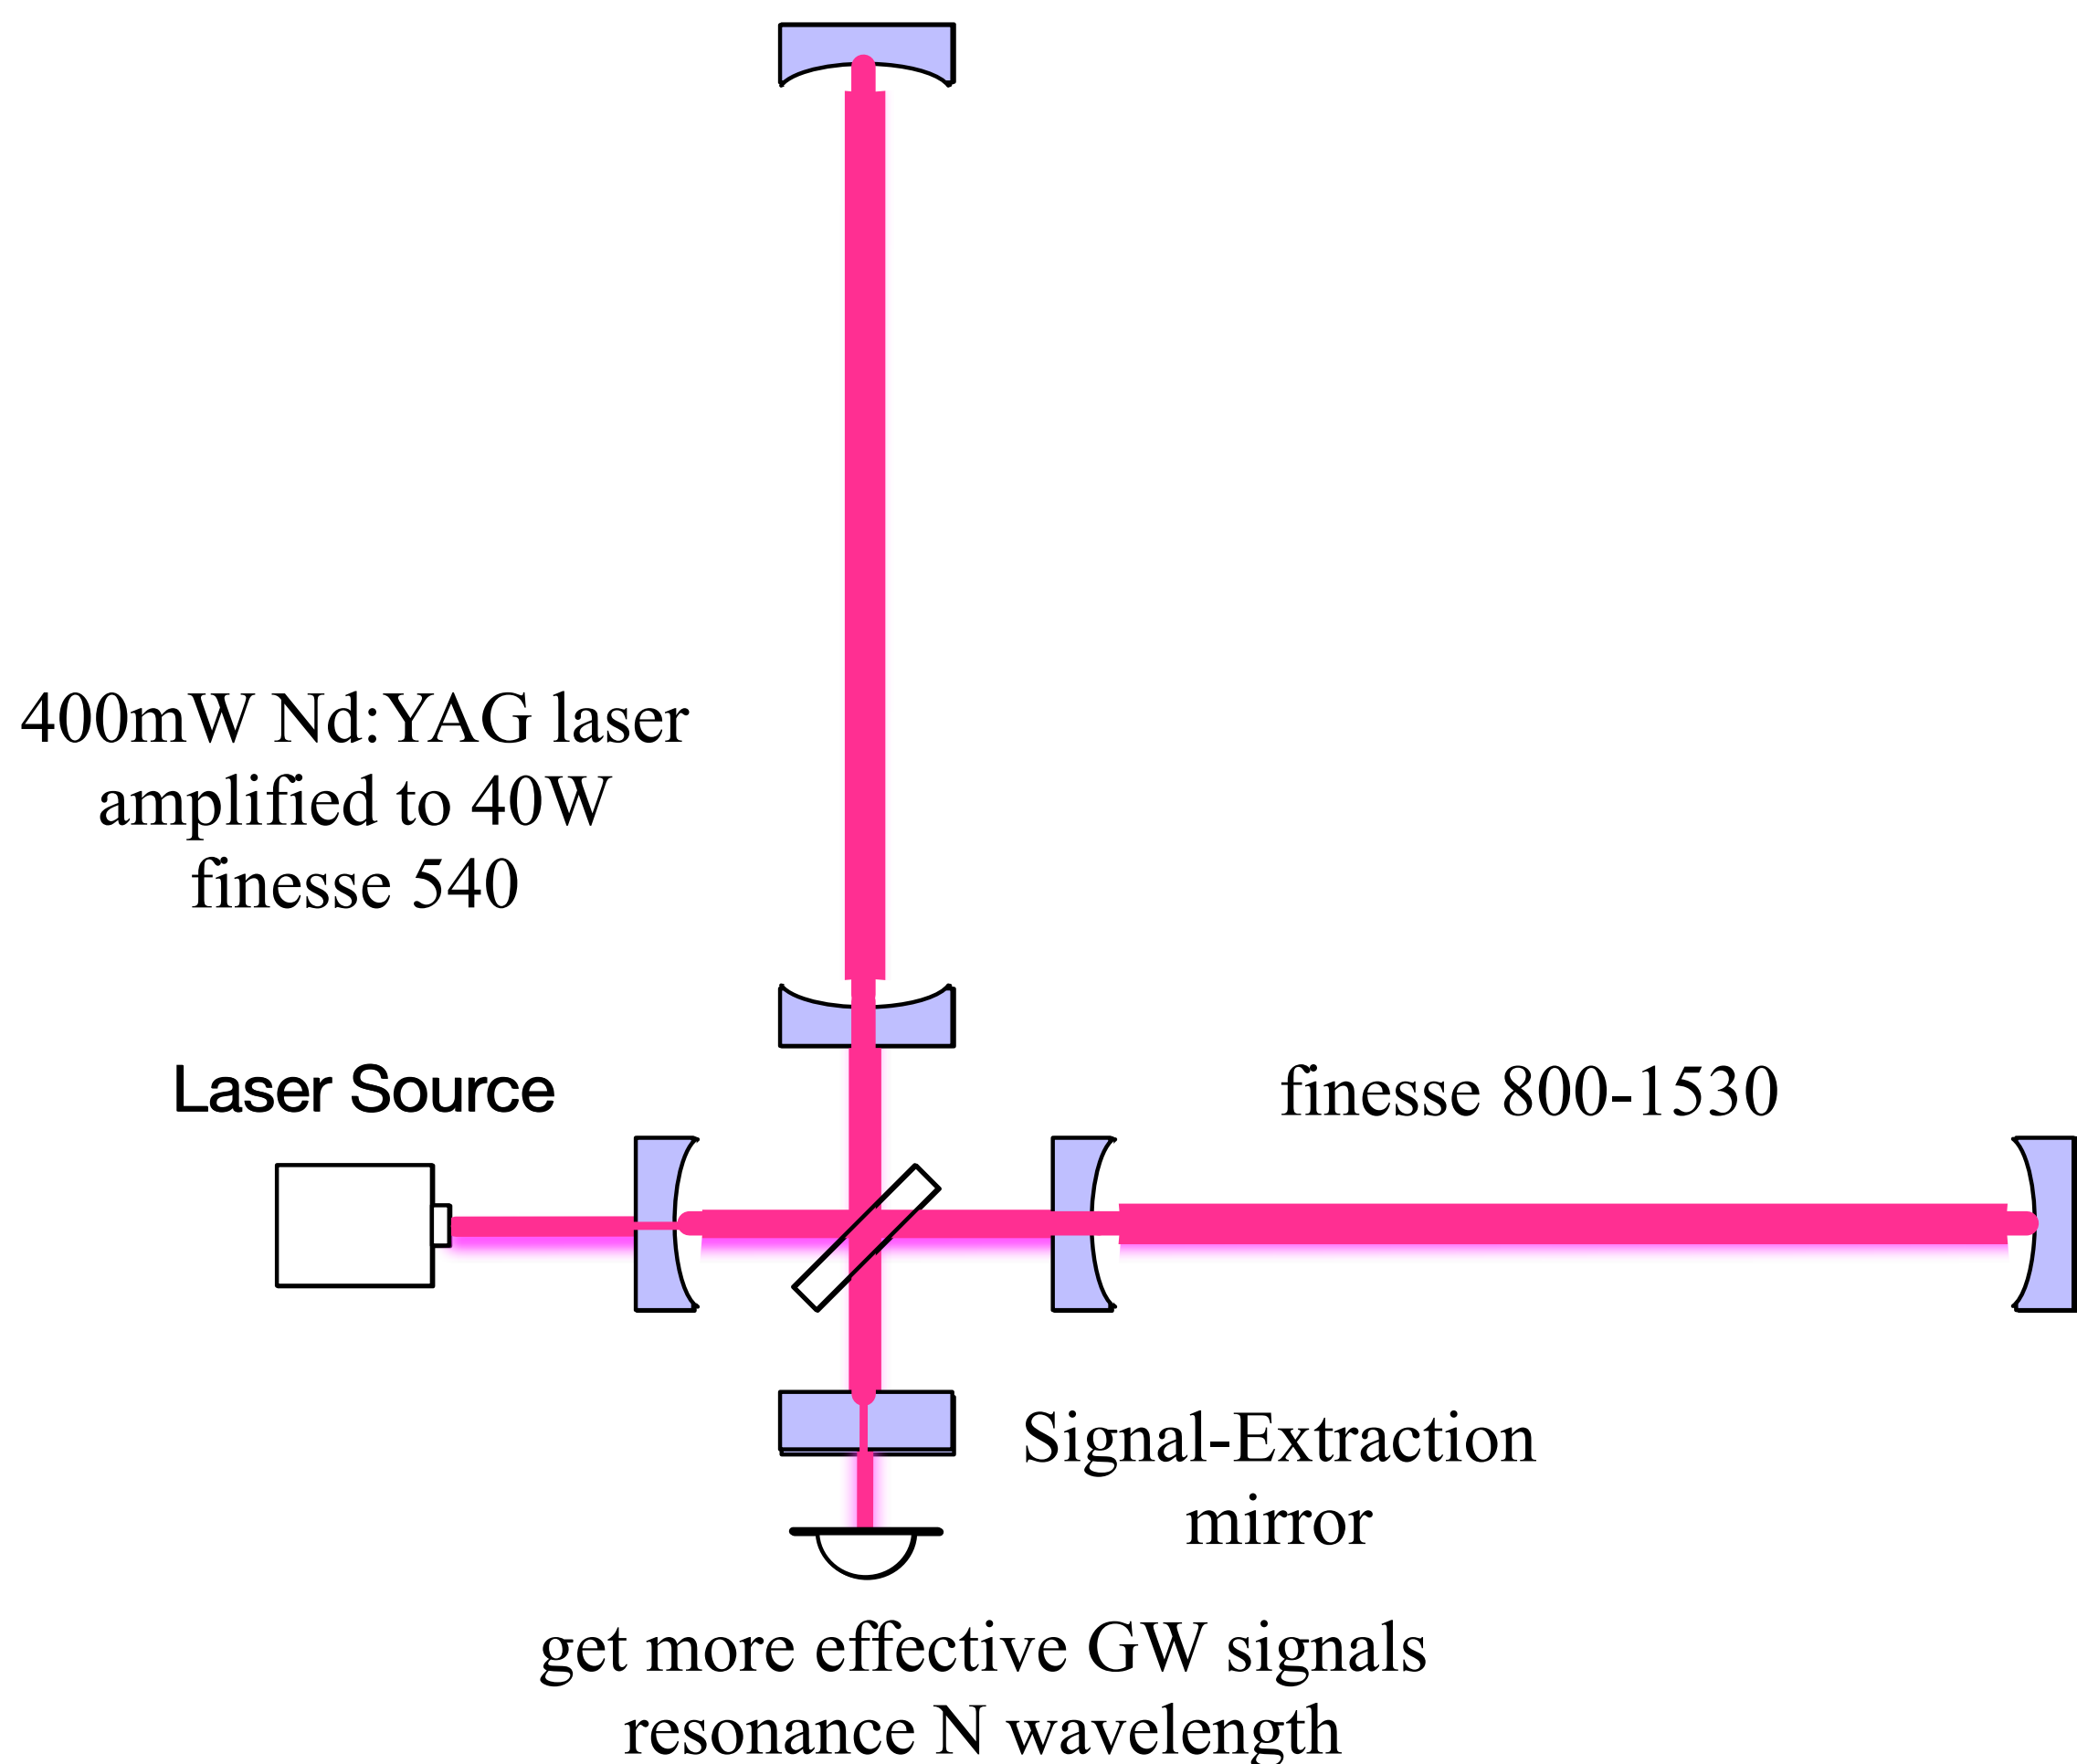 400mW Nd:YAG laser
amplified to 40W
finesse 540
Laser Source
finesse 800-1530
Signal-Extraction
mirror
get more effective GW signals
resonance N wavelength